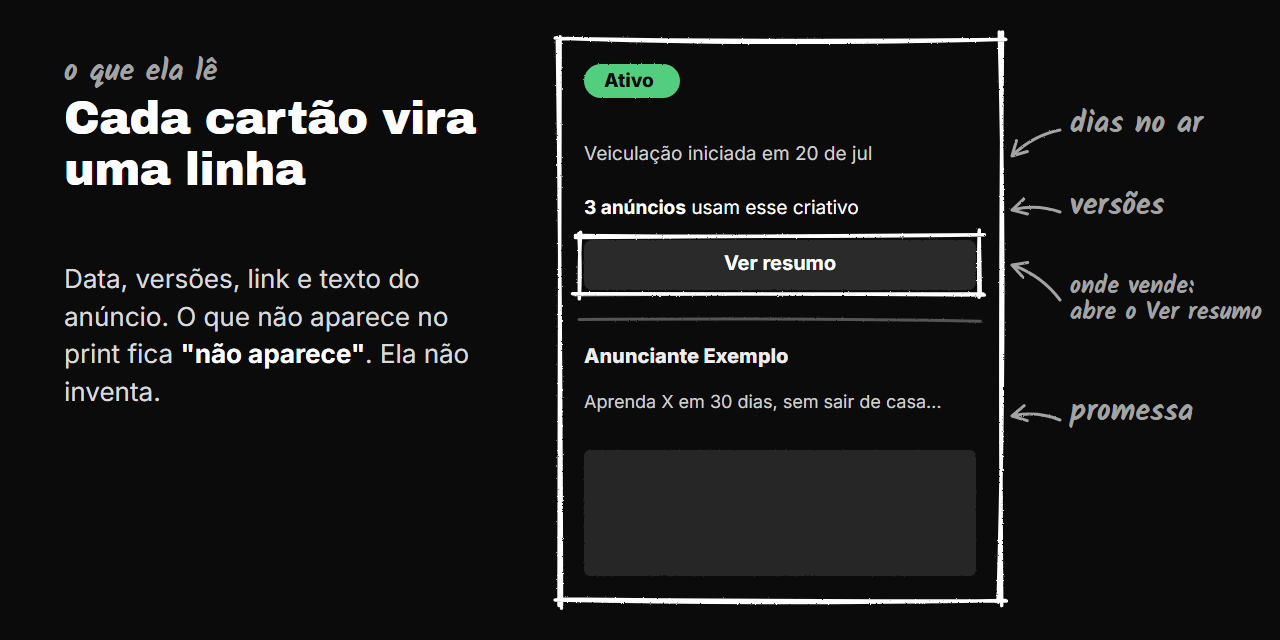 o que ela lê
Cada cartão vira
uma linha
Data, versões, link e texto do
anúncio. O que não aparece no
print fica "não aparece". Ela não
inventa.
Ativo
Veiculação iniciada em 20 de jul
3 anúncios usam esse criativo
Ver resumo
Anunciante Exemplo
Aprenda X em 30 dias, sem sair de casa...
dias no ar
versões
onde vende:
abre o Ver resumo
promessa